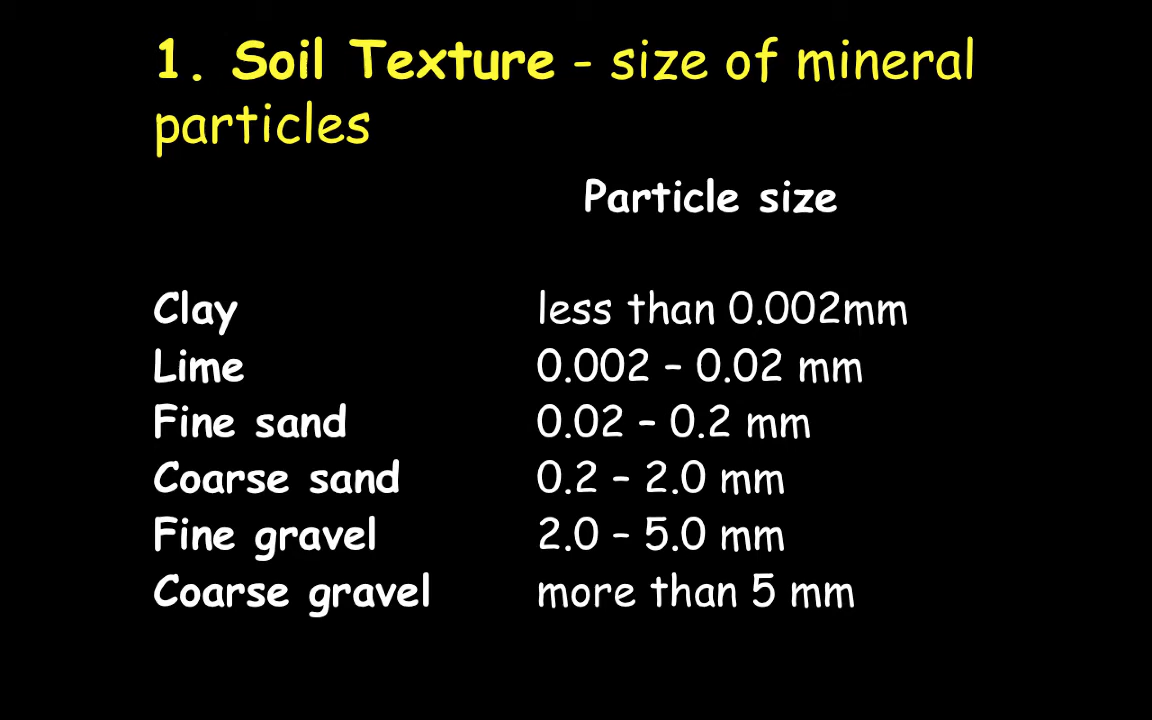 1. Soil Texture - size of mineral
particles
Particle size
Clay less than 0.002mm
Lime 0.002 – 0.02 mm
Fine sand 0.02 – 0.2 mm
Coarse sand 0.2 – 2.0 mm
Fine gravel 2.0 – 5.0 mm
Coarse gravel more than 5 mm